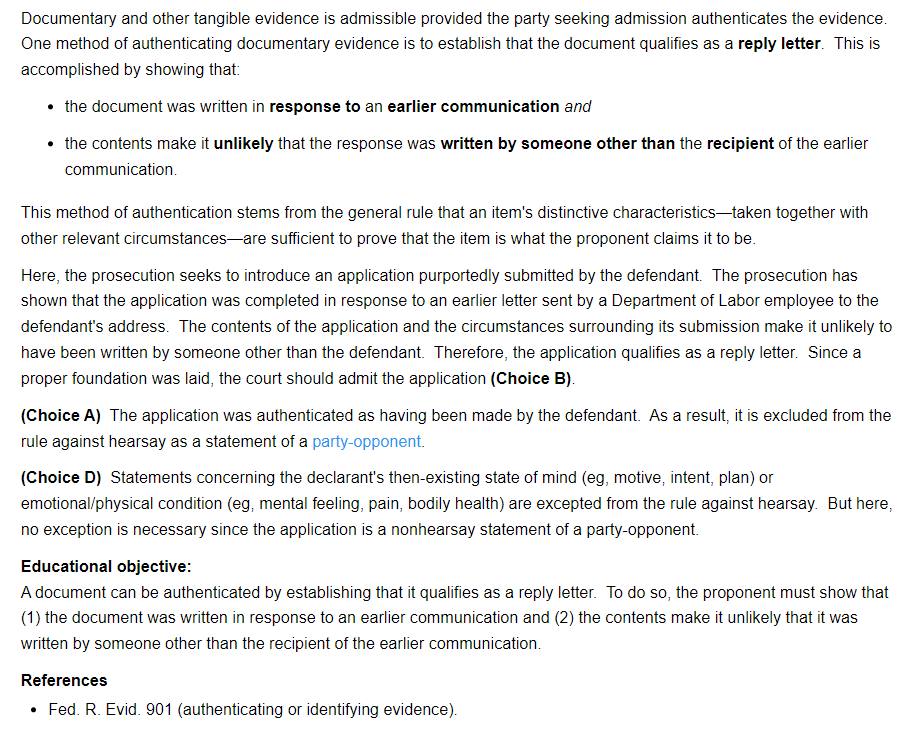 Documentary and other tangible evidence is admissible provided the party seeking admission authenticates the evidence.
One method of authenticating documentary evidence is to establish that the document qualifies as a reply letter.  This is
accomplished by showing that:
• the document was written in response to an earlier communication and
• the contents make it unlikely that the response was written by someone other than the recipient of the earlier
communication.
This method of authentication stems from the general rule that an item's distinctive characteristics—taken together with
other relevant circumstances—are sufficient to prove that the item is what the proponent claims it to be.
Here, the prosecution seeks to introduce an application purportedly submitted by the defendant.  The prosecution has
shown that the application was completed in response to an earlier letter sent by a Department of Labor employee to the
defendant's address.  The contents of the application and the circumstances surrounding its submission make it unlikely to
have been written by someone other than the defendant.  Therefore, the application qualifies as a reply letter.  Since a
proper foundation was laid, the court should admit the application (Choice B).
(Choice A)  The application was authenticated as having been made by the defendant.  As a result, it is excluded from the
rule against hearsay as a statement of a party-opponent.
(Choice D)  Statements concerning the declarant's then-existing state of mind (eg, motive, intent, plan) or
emotional/physical condition (eg, mental feeling, pain, bodily health) are excepted from the rule against hearsay.  But here,
no exception is necessary since the application is a nonhearsay statement of a party-opponent.
Educational objective:
A document can be authenticated by establishing that it qualifies as a reply letter.  To do so, the proponent must show that
(1) the document was written in response to an earlier communication and (2) the contents make it unlikely that it was
written by someone other than the recipient of the earlier communication.
References
• Fed. R. Evid. 901 (authenticating or identifying evidence).